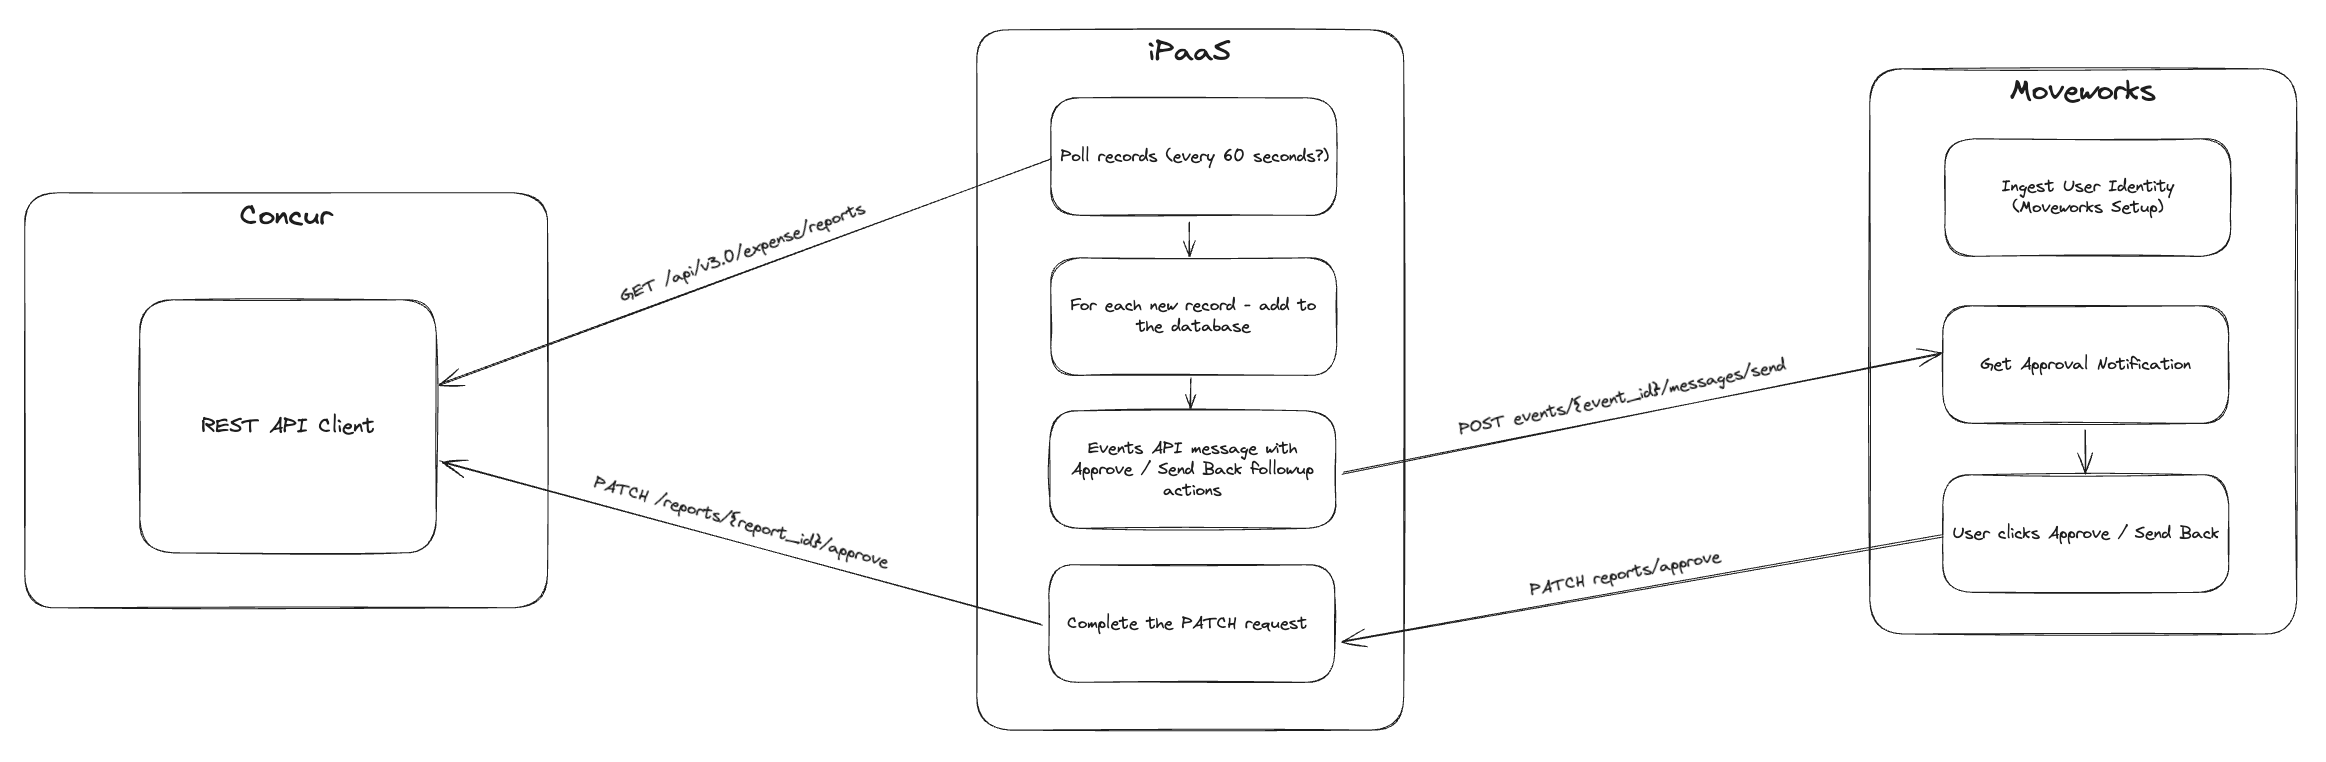 Concur
REST API Client
GET /api/v3.0/expense/reports
PATCH /reports/{report_id}/approve
iPaaS
Poll records (every 60 seconds?)
For each new record - add to
the database
Events API message with
Approve / Send Back followup
actions
Complete the PATCH request
POST events/{event_id}/messages/send
PATCH reports/approve
Moveworks
Ingest User Identity
(Moveworks Setup)
Get Approval Notification
User clicks Approve / Send Back